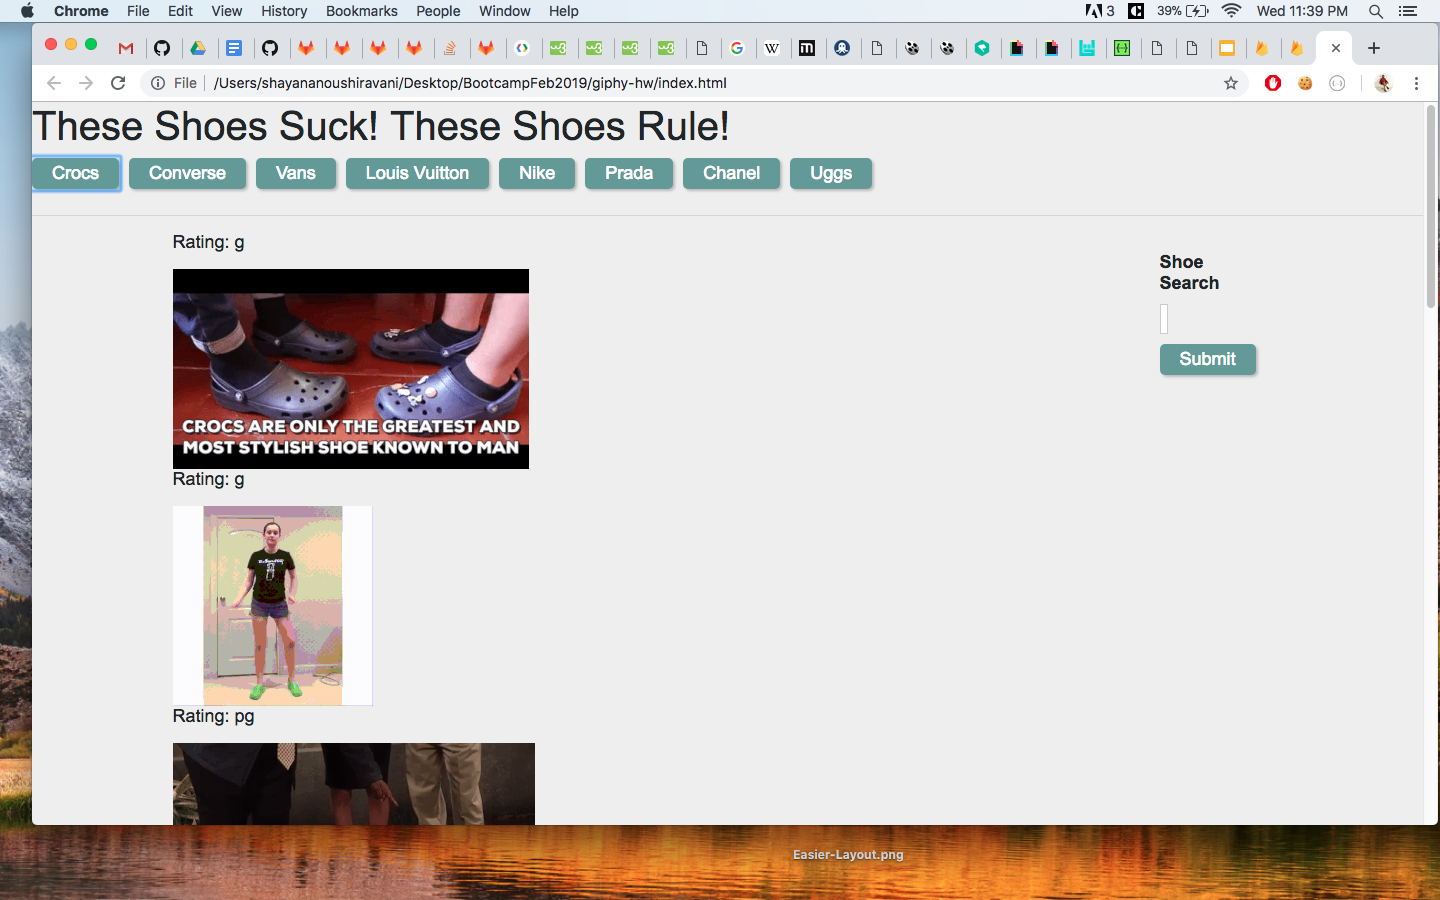 Chrome File Edit View History Bookmarks People Window Help 3 39% Wed 11:39 PM
File /Users/shayananoushiravani/Desktop/BootcampFeb2019/giphy-hw/index.html
These Shoes Suck! These Shoes Rule!
Crocs Converse Vans Louis Vuitton Nike Prada Chanel Uggs
Rating: g
Shoe
Search
CROCS ARE ONLY THE GREATEST AND
MOST STYLISH SHOE KNOWN TO MAN
Submit
Rating: g
Rating: pg
Easier-Layout.png